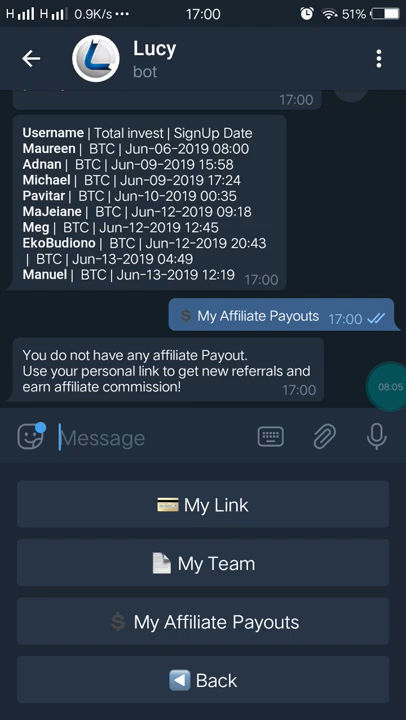 H H 0.9K/s ••• 17:00 51%
Lucy
bot
17:00
Username | Total invest | SignUp Date
Maureen | BTC | Jun-06-2019 08:00
Adnan | BTC | Jun-09-2019 15:58
Michael | BTC | Jun-09-2019 17:24
Pavitar | BTC | Jun-10-2019 00:35
MaJeiane | BTC | Jun-12-2019 09:18
Meg | BTC | Jun-12-2019 12:45
EkoBudiono | BTC | Jun-12-2019 20:43
| BTC | Jun-13-2019 04:49
Manuel | BTC | Jun-13-2019 12:19
17:00
$ My Affiliate Payouts 17:00
You do not have any affiliate Payout.
Use your personal link to get new referrals and
earn affiliate commission!
17:00
08:05
Message
My Link
My Team
$ My Affiliate Payouts
Back